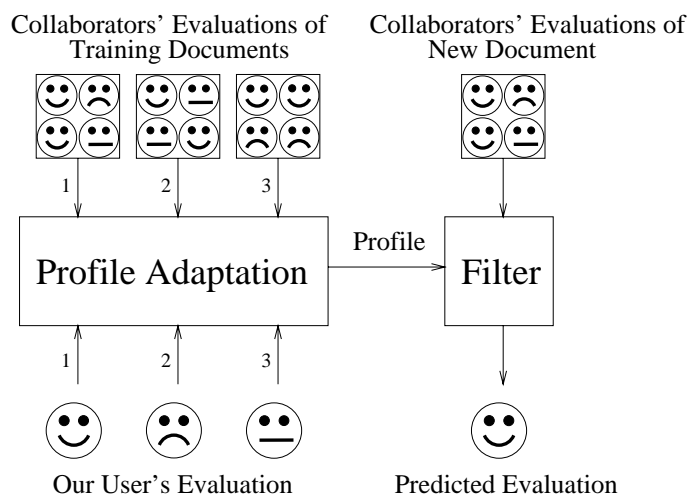 Collaborators' Evaluations of
Training Documents
Collaborators' Evaluations of
New Document
1
2
3
Profile Adaptation
Profile
Filter
1
2
3
Our User's Evaluation
Predicted Evaluation